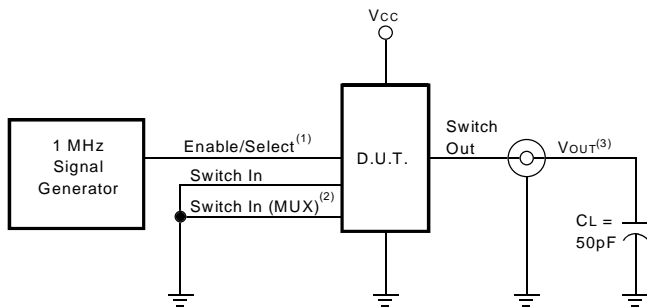 VCC
1 MHz
Signal
Generator
Enable/Select(1)
Switch In
Switch In (MUX)(2)
D.U.T.
Switch
Out
VOUT(3)
CL =
50pF